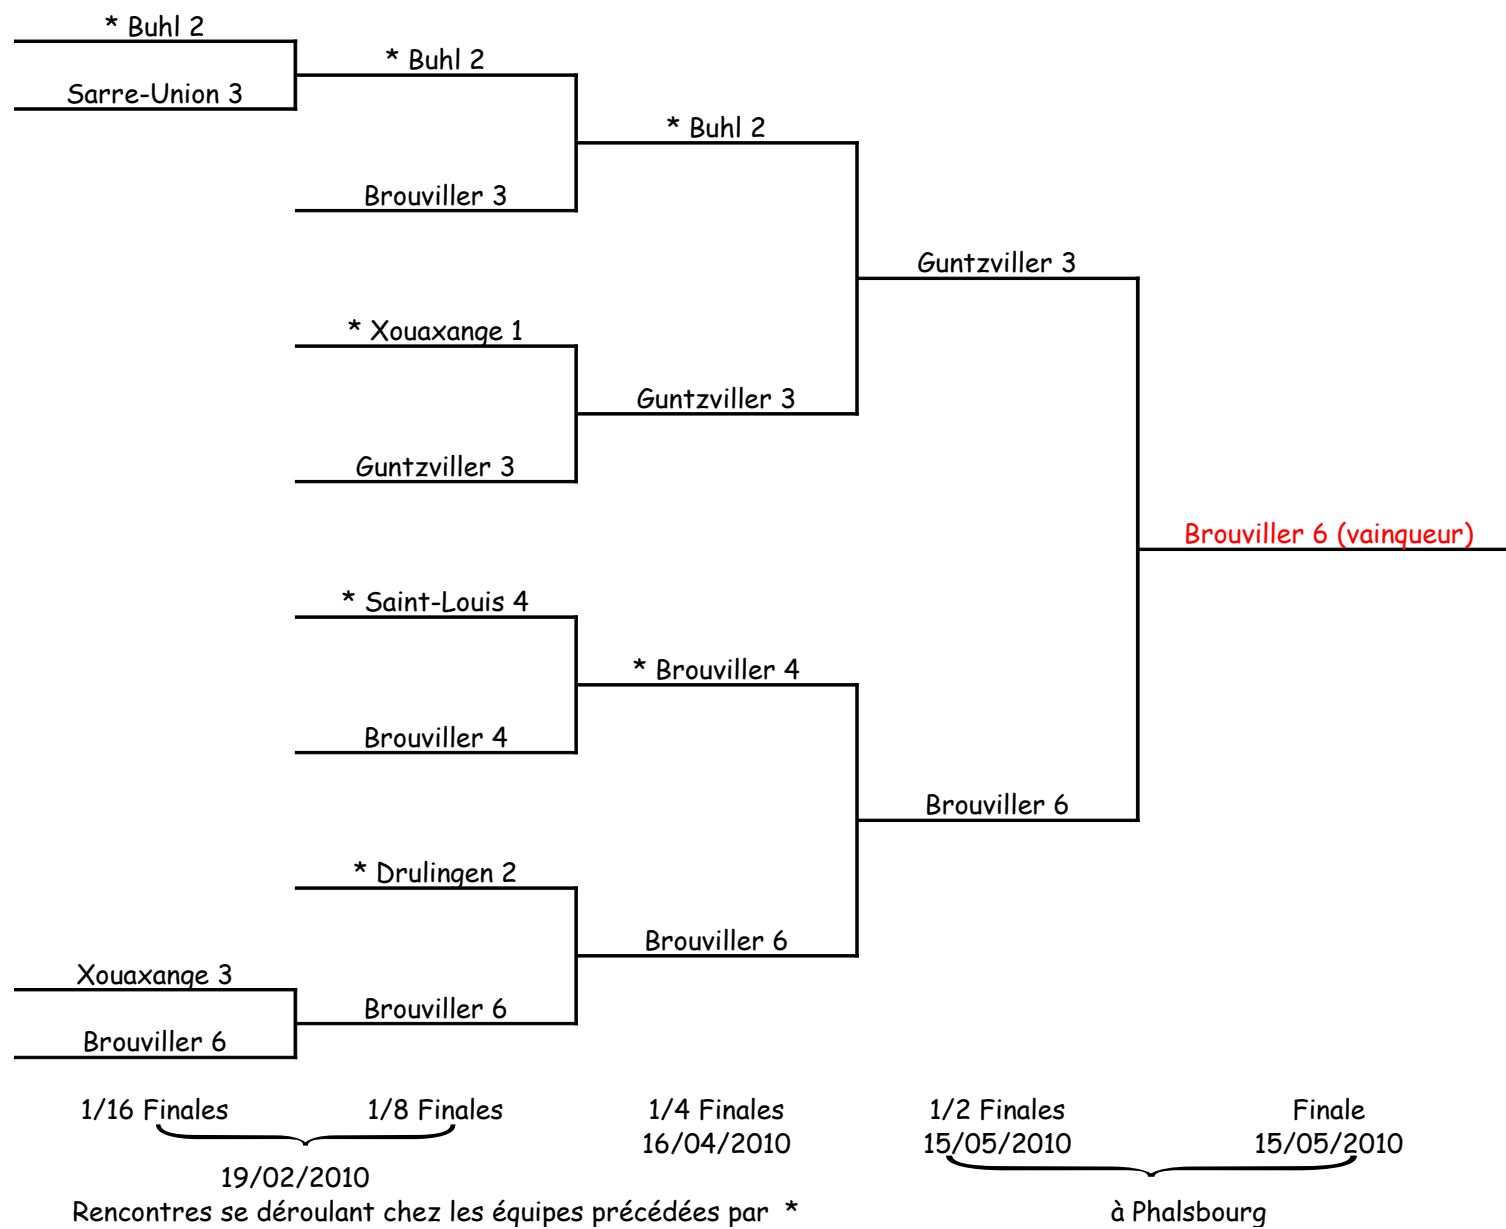 * Buhl 2
Sarre-Union 3
* Buhl 2
Brouviller 3
* Buhl 2
* Xouaxange 1
Guntzviller 3
Guntzviller 3
Guntzviller 3
* Saint-Louis 4
Brouviller 4
* Brouviller 4
* Drulingen 2
Xouaxange 3
Brouviller 6
Brouviller 6
Brouviller 6
Brouviller 6
Brouviller 6 (vainqueur)
1/16 Finales
1/8 Finales
19/02/2010
1/4 Finales
16/04/2010
1/2 Finales
15/05/2010
Finale
15/05/2010
Rencontres se déroulant chez les équipes précédées par *
à Phalsbourg